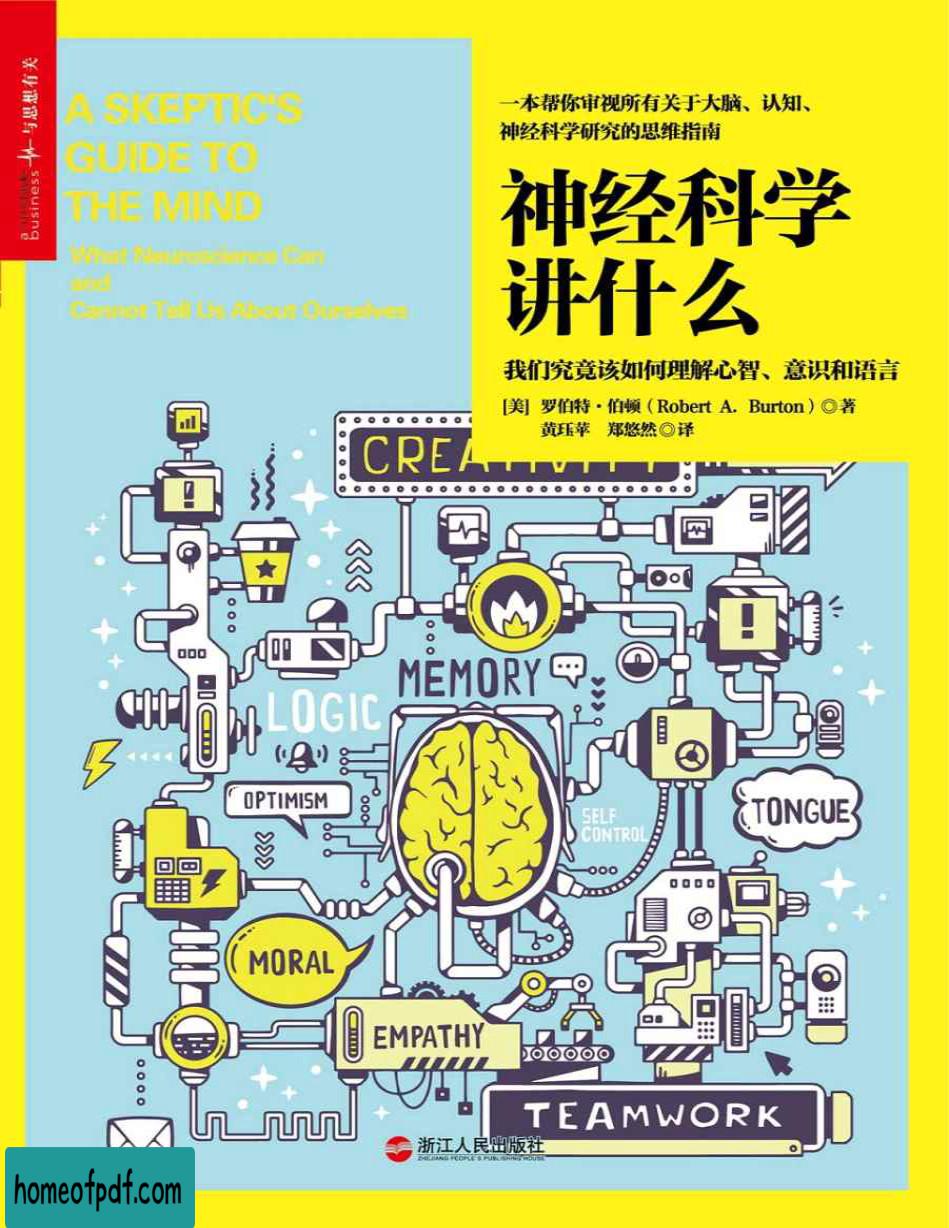 与思想有关
business
A SKEPTIC'S
GUIDE TO
THE MIND
What Neuroscience Can
and
Cannot Tell Us About Ourselves
一本帮你审视所有关于大脑、认知、
神经科学研究的思维指南
神经科学
讲什么
我们究竟该如何理解心智、意识和语言
[美] 罗伯特·伯顿（Robert A. Burton）◎著
黄珏苹 郑悠然◎译
CREATIVITY
MEMORY
LOGIC
OPTIMISM
SELF
CONTROL
TONGUE
MORAL
EMPATHY
TEAMWORK
浙江人民出版社
ZHEJIANG PEOPLE'S PUBLISHING HOUSE
homeofpdf.com